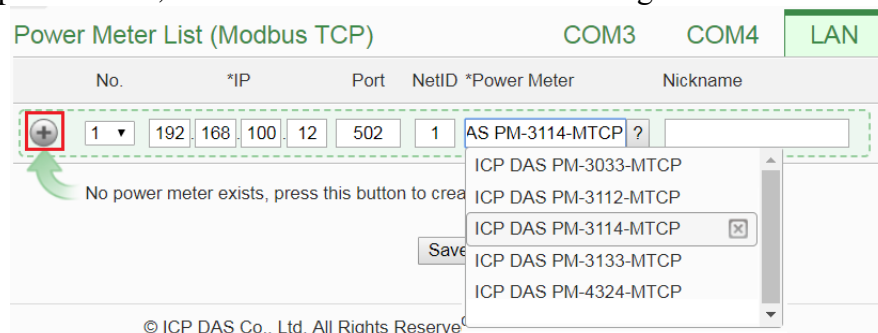 Power Meter List (Modbus TCP) COM3 COM4 LAN
No. *IP Port NetID *Power Meter Nickname
1 192 . 168 . 100 . 12 502 1 AS PM-3114-MTCP ?
ICP DAS PM-3033-MTCP
No power meter exists, press this button to crea
ICP DAS PM-3112-MTCP
ICP DAS PM-3114-MTCP
Save
ICP DAS PM-3133-MTCP
ICP DAS PM-4324-MTCP
© ICP DAS Co., Ltd. All Rights Reserve